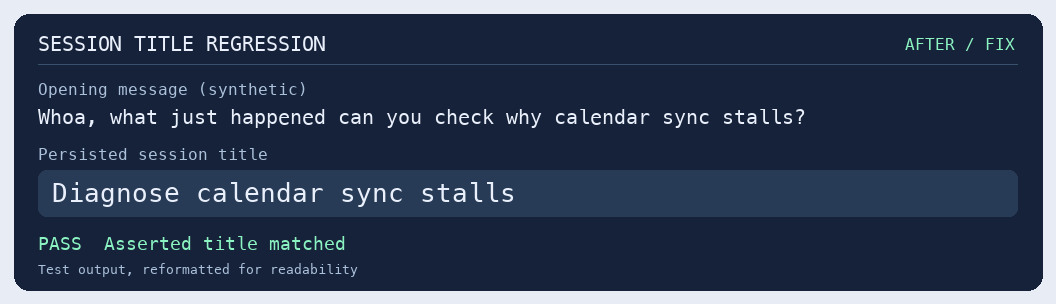 SESSION TITLE REGRESSION
AFTER / FIX
Opening message (synthetic)
Whoa, what just happened can you check why calendar sync stalls?
Persisted session title
Diagnose calendar sync stalls
PASS  Asserted title matched
Test output, reformatted for readability